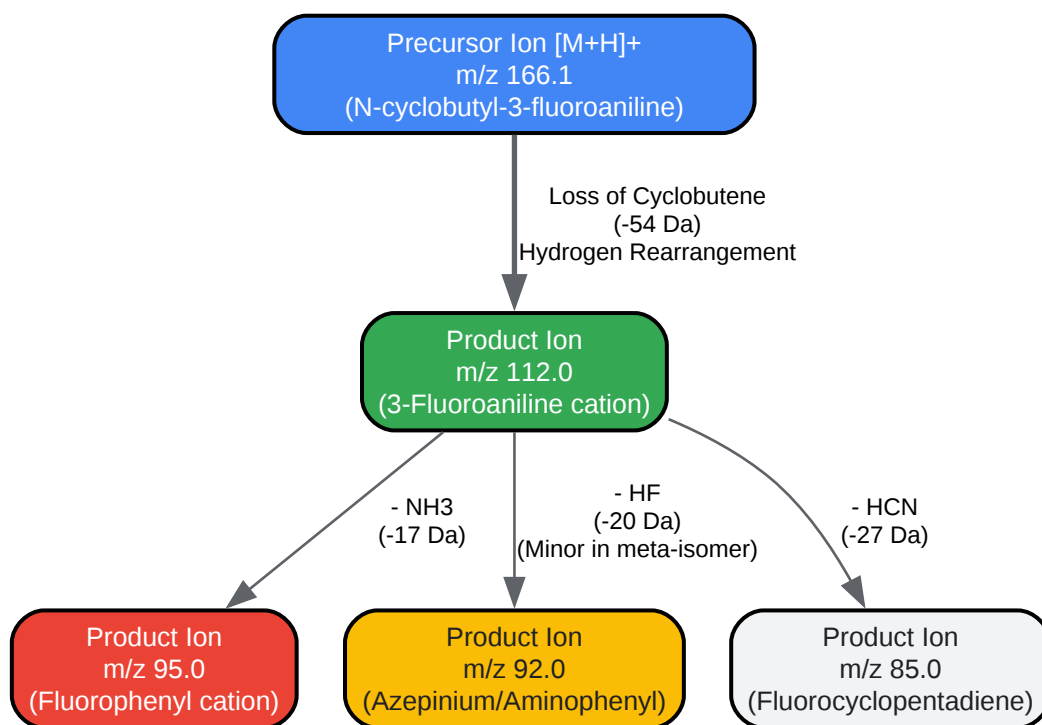 Precursor Ion [M+H]+
m/z 166.1
(N-cyclobutyl-3-fluoroaniline)
Loss of Cyclobutene
(-54 Da)
Hydrogen Rearrangement
Product Ion
m/z 112.0
(3-Fluoroaniline cation)
- NH3
(-17 Da)
- HF
(-20 Da)
(Minor in meta-isomer)
- HCN
(-27 Da)
Product Ion
m/z 95.0
(Fluorophenyl cation)
Product Ion
m/z 92.0
(Azepinium/Aminophenyl)
Product Ion
m/z 85.0
(Fluorocyclopentadiene)